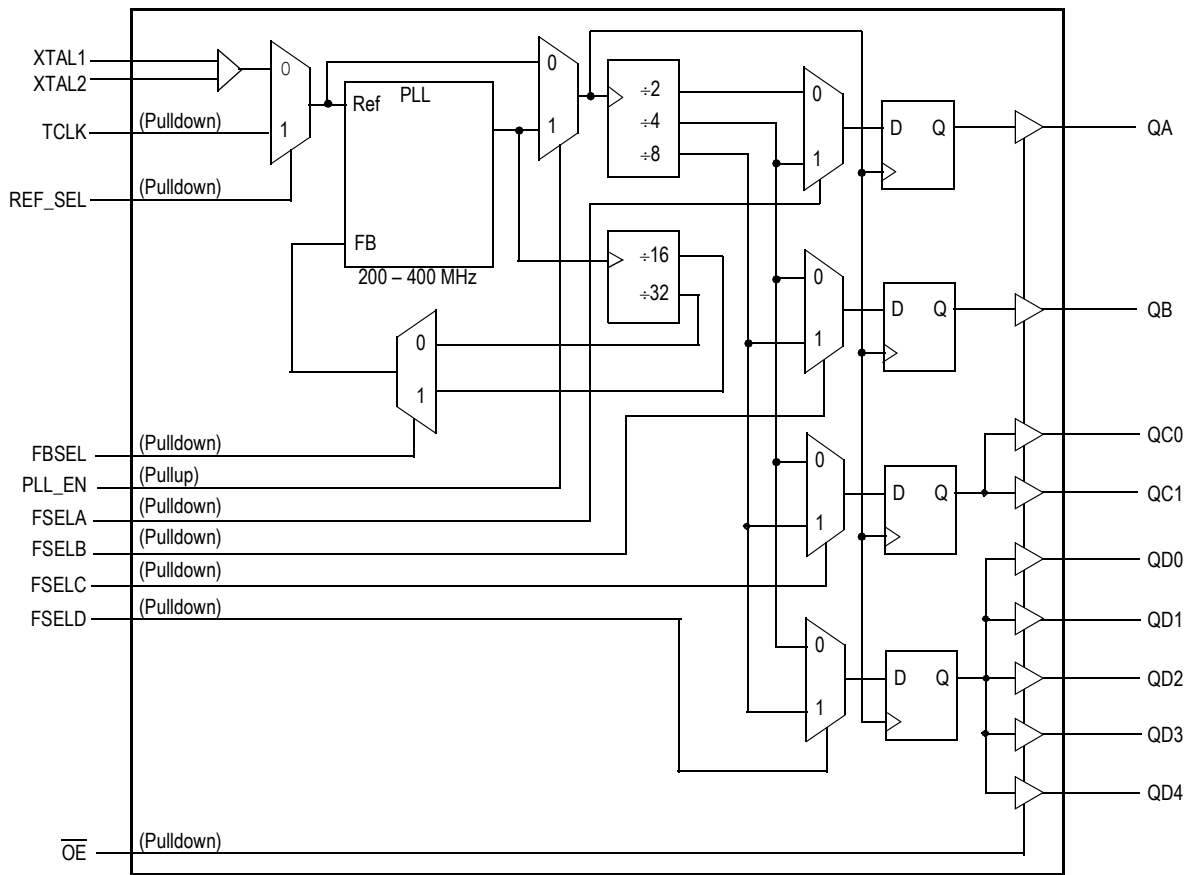 XTAL1
XTAL2
0
1
TCLK
(Pulldown)
REF_SEL
(Pulldown)
Ref
PLL
FB
200 – 400 MHz
0
1
÷2
÷4
÷8
÷16
÷32
0
1
0
1
D
Q
QA
0
1
D
Q
QB
FBSEL
(Pulldown)
PLL_EN
(Pullup)
FSELA
(Pulldown)
FSELB
(Pulldown)
FSELC
(Pulldown)
FSELD
(Pulldown)
0
1
D
Q
QC0
QC1
0
1
D
Q
QD0
QD1
QD2
QD3
QD4
OE
(Pulldown)